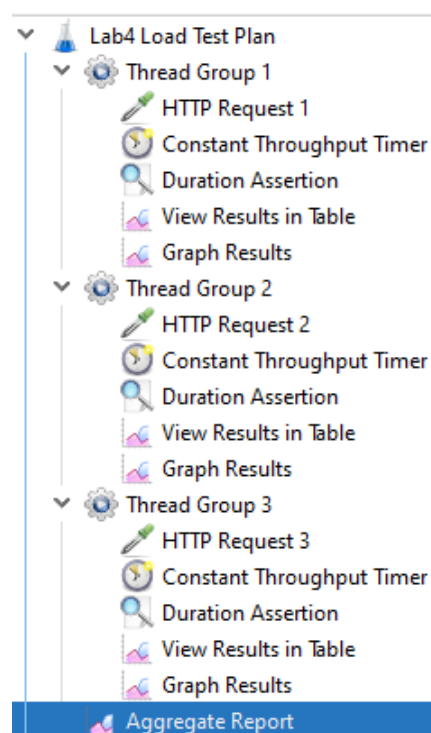 Lab4 Load Test Plan
Thread Group 1
HTTP Request 1
Constant Throughput Timer
Duration Assertion
View Results in Table
Graph Results
Thread Group 2
HTTP Request 2
Constant Throughput Timer
Duration Assertion
View Results in Table
Graph Results
Thread Group 3
HTTP Request 3
Constant Throughput Timer
Duration Assertion
View Results in Table
Graph Results
Aggregate Report